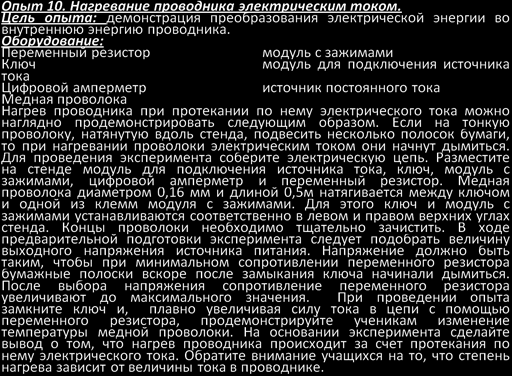 Опыт 10. Нагревание проводника электрическим током.
Цель опыта: демонстрация преобразования электрической энергии во
внутреннюю энергию проводника.
Оборудование:
Переменный резистор модуль с зажимами
Ключ модуль для подключения источника
тока
Цифровой амперметр источник постоянного тока
Медная проволока
Нагрев проводника при протекании по нему электрического тока можно
наглядно продемонстрировать следующим образом. Если на тонкую
проволоку, натянутую вдоль стенда, подвесить несколько полосок бумаги,
то при нагревании проволоки электрическим током они начнут дымиться.
Для проведения эксперимента соберите электрическую цепь. Разместите
на стенде модуль для подключения источника тока, ключ, модуль с
зажимами, цифровой амперметр и переменный резистор. Медная
проволока диаметром 0,16 мм и длиной 0,5м натягивается между ключом
и одной из клемм модуля с зажимами. Для этого ключ и модуль с
зажимами устанавливаются соответственно в левом и правом верхних углах
стенда. Концы проволоки необходимо тщательно зачистить. В ходе
предварительной подготовки эксперимента следует подобрать величину
выходного напряжения источника питания. Напряжение должно быть
таким, чтобы при минимальном сопротивлении переменного резистора
бумажные полоски вскоре после замыкания ключа начинали дымиться.
После выбора напряжения сопротивление переменного резистора
увеличивают до максимального значения. При проведении опыта
замкните ключ и, плавно увеличивая силу тока в цепи с помощью
переменного резистора, продемонстрируйте ученикам изменение
температуры медной проволоки. На основании эксперимента сделайте
вывод о том, что нагрев проводника происходит за счет протекания по
нему электрического тока. Обратите внимание учащихся на то, что степень
нагрева зависит от величины тока в проводнике.